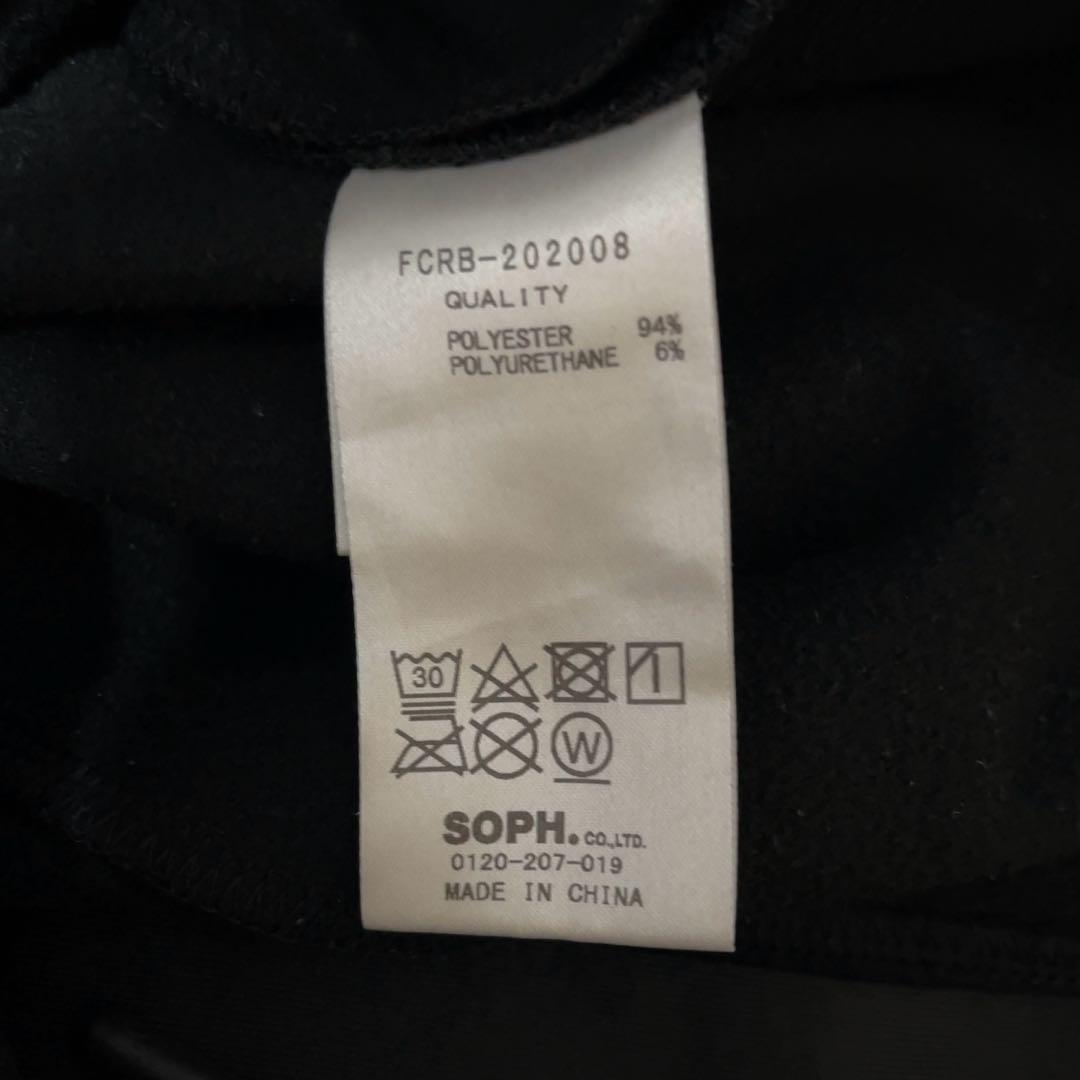 FCRB-202008
QUALITY
POLYESTER 94%
POLYURETHANE 6%
30
W
SOPH. CO.,LTD.
0120-207-019
MADE IN CHINA